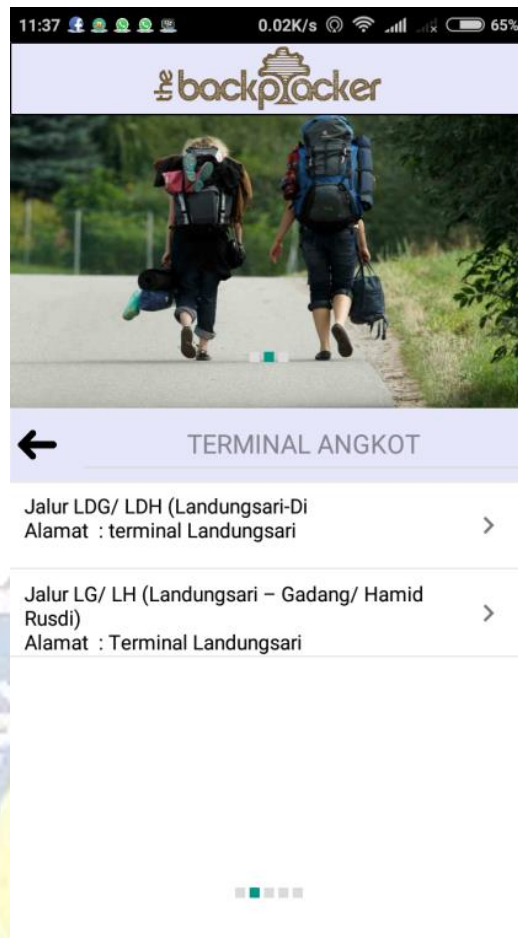 11:37
0.02K/s
65%
the backpacker
TERMINAL ANGKOT
Jalur LDG/ LDH (Landungsari-Di
Alamat : terminal Landungsari
Jalur LG/ LH (Landungsari – Gadang/ Hamid
Rusdi)
Alamat : Terminal Landungsari